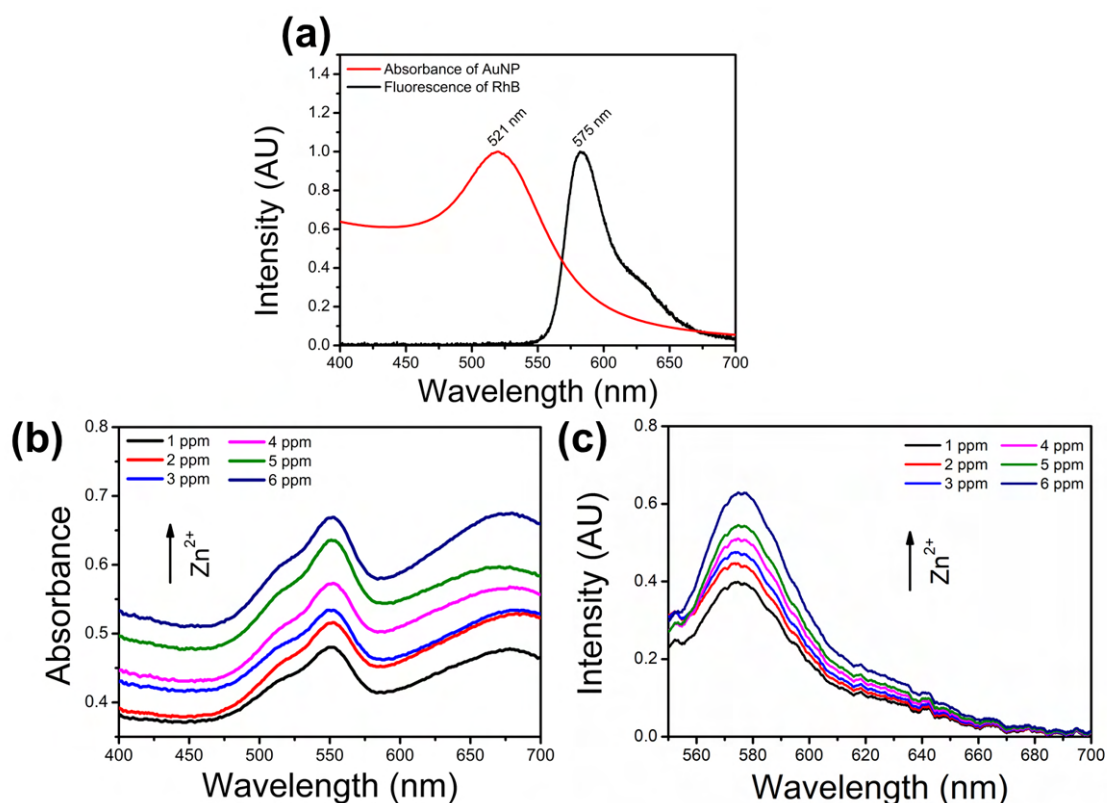 (a)
Absorbance of AuNP
Fluorescence of RhB
521 nm
575 nm
1.4
1.2
1.0
0.8
0.6
0.4
0.2
0.0
Intensity (AU)
400 450 500 550 600 650 700
Wavelength (nm)
(b)
1 ppm 4 ppm
2 ppm 5 ppm
3 ppm 6 ppm
Zn²⁺
0.8
0.7
0.6
0.5
0.4
Absorbance
400 450 500 550 600 650 700
Wavelength (nm)
(c)
1 ppm 4 ppm
2 ppm 5 ppm
3 ppm 6 ppm
Zn²⁺
0.8
0.6
0.4
0.2
0.0
Intensity (AU)
560 580 600 620 640 660 680 700
Wavelength (nm)